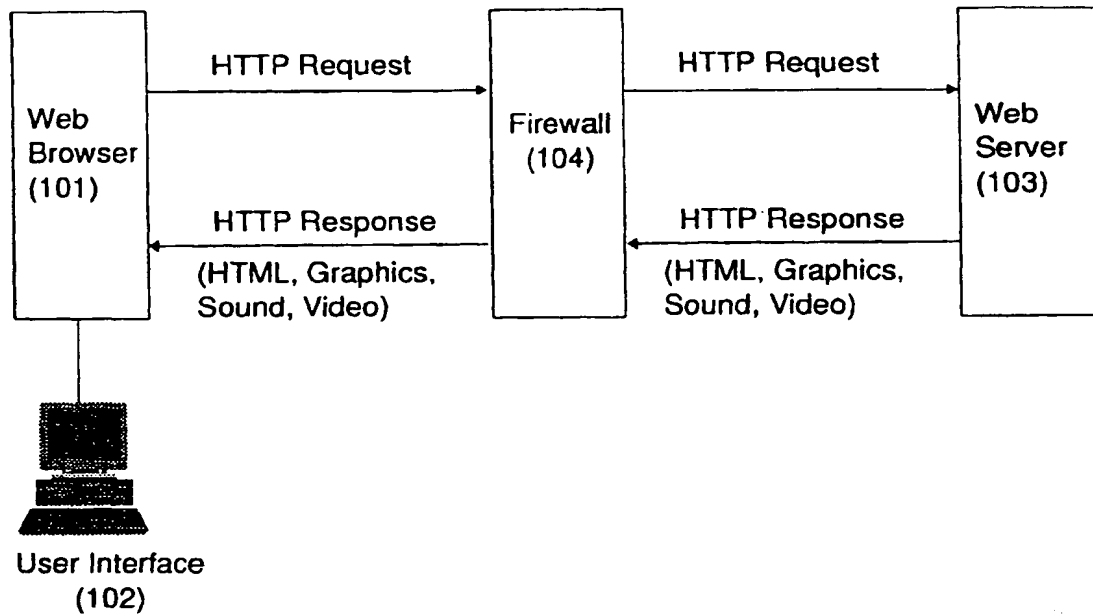 HTTP Request
HTTP Request
Web
Browser
(101)
Firewall
(104)
Web
Server
(103)
HTTP Response
(HTML, Graphics,
Sound, Video)
HTTP Response
(HTML, Graphics,
Sound, Video)
User Interface
(102)